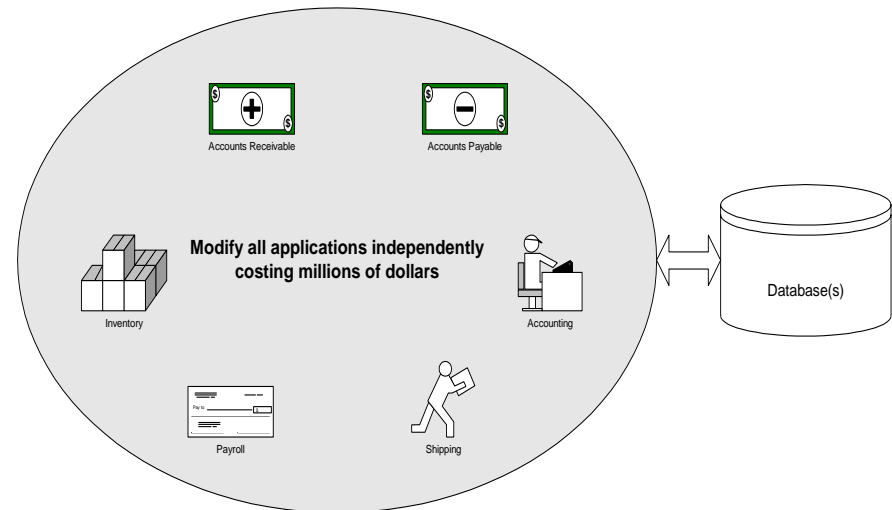 $
$
Accounts Receivable
$
$
Accounts Payable
Modify all applications independently
costing millions of dollars
Inventory
Accounting
Database(s)
Pay to
$
Payroll
Shipping